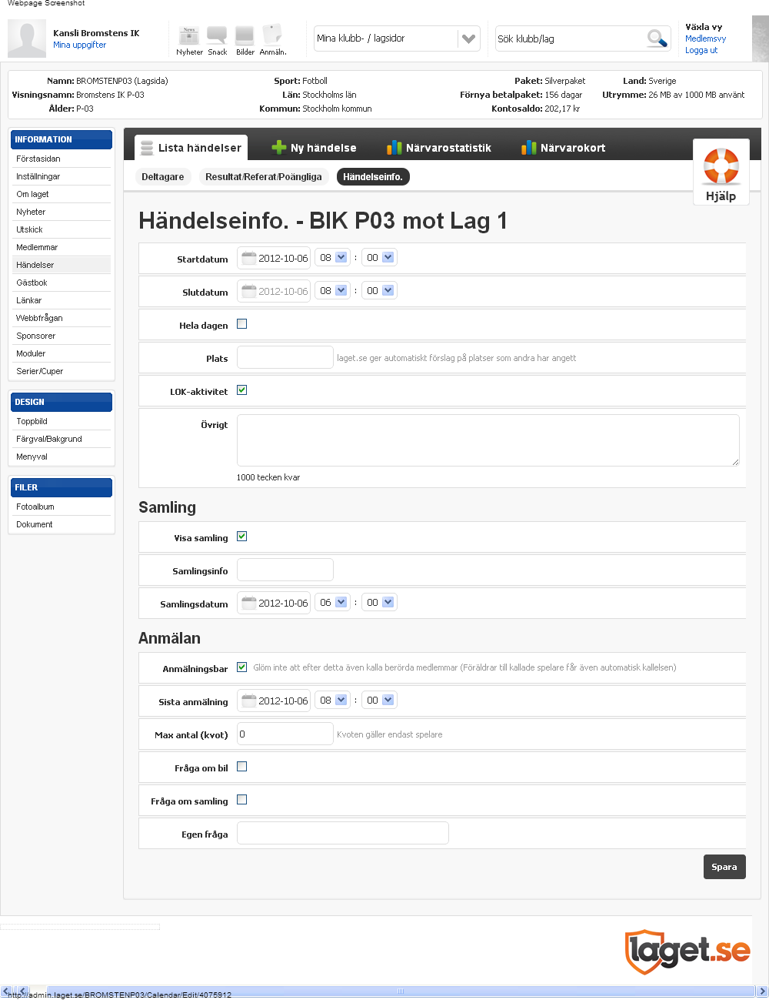 Webpage Screenshot
Kansli Bromstens IK
Mina uppgifter
Nyheter Snack Bilder Anmäln.
Mina klubb- / lagsidor
Sök klubb/lag
Växla vy
Medlemsvy
Logga ut
Namn: BROMSTENP03 (Lagsida) Sport: Fotboll Paket: Silverpaket Land: Sverige
Visningsnamn: Bromstens IK P-03 Län: Stockholms län Förnya betalpaket: 156 dagar Utrymme: 26 MB av 1000 MB använt
Ålder: P-03 Kommun: Stockholm kommun Kontosaldo: 202,17 kr
INFORMATION
Förstasidan
Inställningar
Om laget
Nyheter
Utskick
Medlemmar
Händelser
Gästbok
Länkar
Webbfrågan
Sponsorer
Moduler
Serier/Cuper
DESIGN
Toppbild
Färgval/Bakgrund
Menyval
FILER
Fotoalbum
Dokument
Lista händelser Ny händelse Närvarostatistik Närvarokort
Hjälp
Deltagare Resultat/Referat/Poängliga Händelseinfo.
Händelseinfo. - BIK P03 mot Lag 1
Startdatum 2012-10-06 08 : 00
Slutdatum 2012-10-06 08 : 00
Hela dagen
Plats laget.se ger automatiskt förslag på platser som andra har angett
LOK-aktivitet
Övrigt
1000 tecken kvar
Samling
Visa samling
Samlingsinfo
Samlingsdatum 2012-10-06 06 : 00
Anmälan
Anmälningsbar Glöm inte att efter detta även kalla berörda medlemmar (Föräldrar till kallade spelare får även automatisk kallelsen)
Sista anmälning 2012-10-06 08 : 00
Max antal (kvot) 0 Kvoten gäller endast spelare
Fråga om bil
Fråga om samling
Egen fråga
Spara
laget.se
http://admin.laget.se/BROMSTENP03/Calendar/Edit/4075912